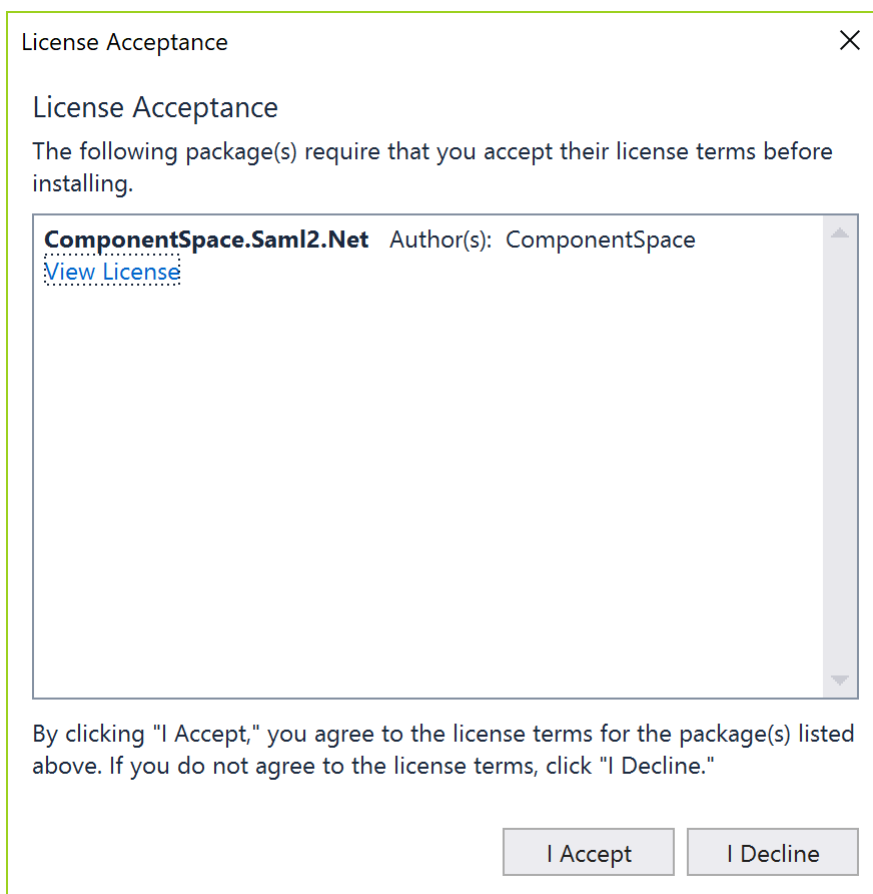 License Acceptance
License Acceptance
The following package(s) require that you accept their license terms before
installing.
ComponentSpace.Saml2.Net Author(s): ComponentSpace
View License
By clicking "I Accept," you agree to the license terms for the package(s) listed
above. If you do not agree to the license terms, click "I Decline."
I Accept I Decline